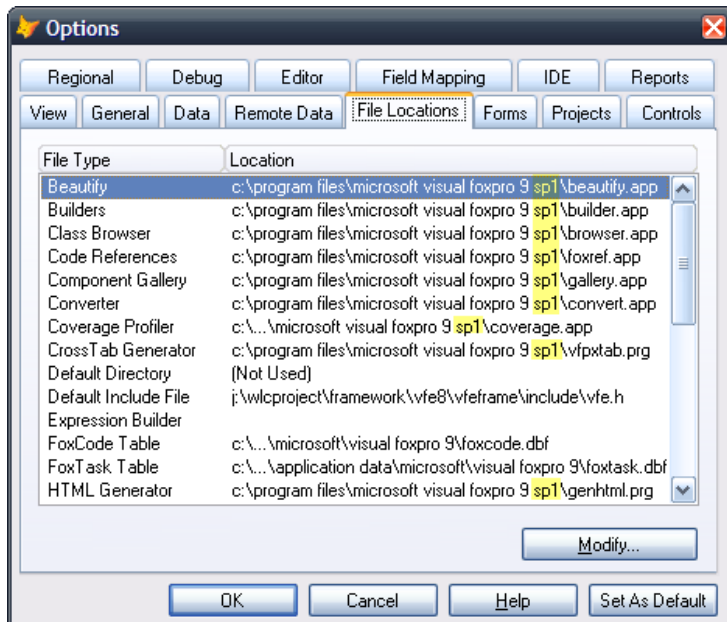 Options
Regional Debug Editor Field Mapping IDE Reports
View General Data Remote Data File Locations Forms Projects Controls
File Type Location
Beautify c:\program files\microsoft visual foxpro 9 sp1\beautify.app
Builders c:\program files\microsoft visual foxpro 9 sp1\builder.app
Class Browser c:\program files\microsoft visual foxpro 9 sp1\browser.app
Code References c:\program files\microsoft visual foxpro 9 sp1\foxref.app
Component Gallery c:\program files\microsoft visual foxpro 9 sp1\gallery.app
Converter c:\program files\microsoft visual foxpro 9 sp1\convert.app
Coverage Profiler c:\...\microsoft visual foxpro 9 sp1\coverage.app
CrossTab Generator c:\program files\microsoft visual foxpro 9 sp1\vfpxtab.prg
Default Directory (Not Used)
Default Include File j:\wlcproject\framework\vfe8\vfeframe\include\vfe.h
Expression Builder
FoxCode Table c:\...\microsoft\visual foxpro 9\foxcode.dbf
FoxTask Table c:\...\application data\microsoft\visual foxpro 9\foxtask.dbf
HTML Generator c:\program files\microsoft visual foxpro 9 sp1\genhtml.prg
Modify...
OK Cancel Help Set As Default